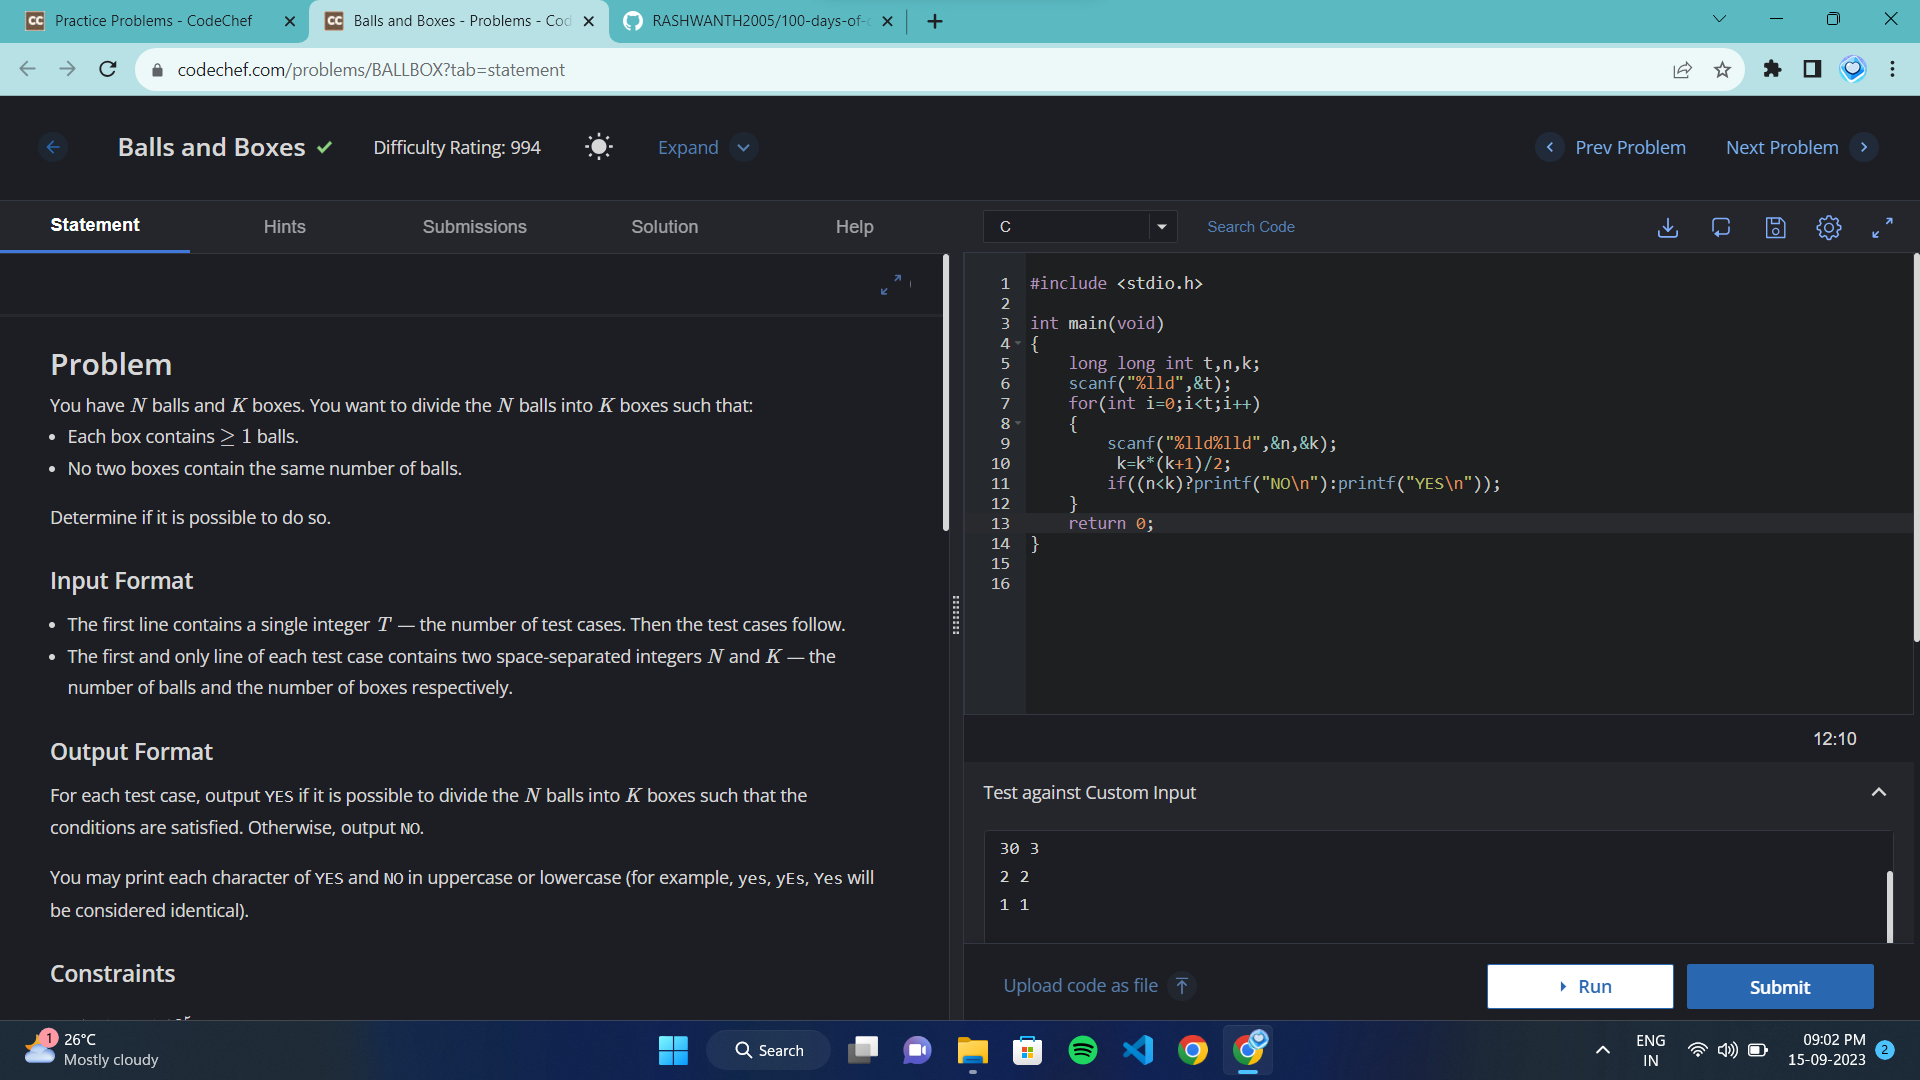 Practice Problems - CodeChef
Balls and Boxes - Problems - Cod
RASHWANTH2005/100-days-of-c
codechef.com/problems/BALLBOX?tab=statement
Balls and Boxes
Difficulty Rating: 994
Expand
Prev Problem
Next Problem
Statement
Hints
Submissions
Solution
Help
Problem
You have N balls and K boxes. You want to divide the N balls into K boxes such that:
• Each box contains ≥ 1 balls.
• No two boxes contain the same number of balls.
Determine if it is possible to do so.
Input Format
• The first line contains a single integer T — the number of test cases. Then the test cases follow.
• The first and only line of each test case contains two space-separated integers N and K — the
number of balls and the number of boxes respectively.
Output Format
For each test case, output YES if it is possible to divide the N balls into K boxes such that the
conditions are satisfied. Otherwise, output NO.
You may print each character of YES and NO in uppercase or lowercase (for example, yes, yEs, Yes will
be considered identical).
Constraints
C
Search Code
1 #include <stdio.h>
2
3 int main(void)
4 {
5     long long int t,n,k;
6     scanf("%lld",&t);
7     for(int i=0;i<t;i++)
8     {
9         scanf("%lld%lld",&n,&k);
10         k=k*(k+1)/2;
11         if((n<k)?printf("NO\n"):printf("YES\n"));
12     }
13     return 0;
14 }
15
16
12:10
Test against Custom Input
30 3
2 2
1 1
Upload code as file
Run
Submit
1
26°C
Mostly cloudy
Search
ENG
IN
09:02 PM
15-09-2023
2